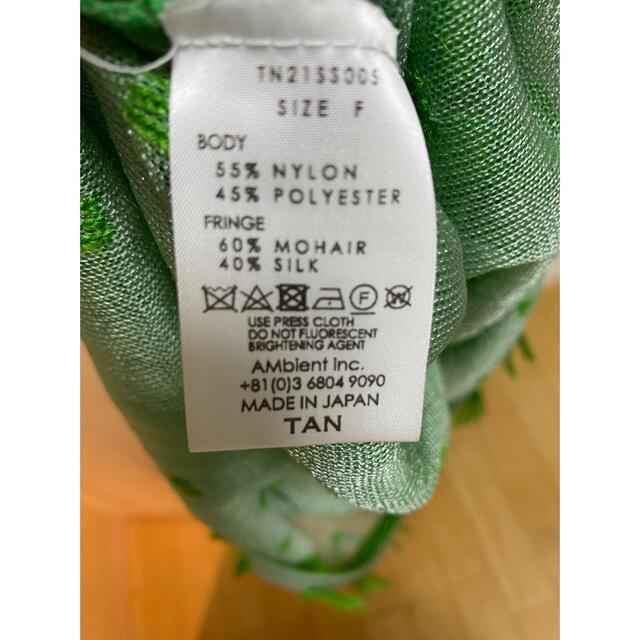 TN21SS005
SIZE F
BODY
55% NYLON
45% POLYESTER
FRINGE
60% MOHAIR
40% SILK
USE PRESS CLOTH
DO NOT FLUORESCENT
BRIGHTENING AGENT
AMbient Inc.
+81(0)3 6804 9090
MADE IN JAPAN
TAN